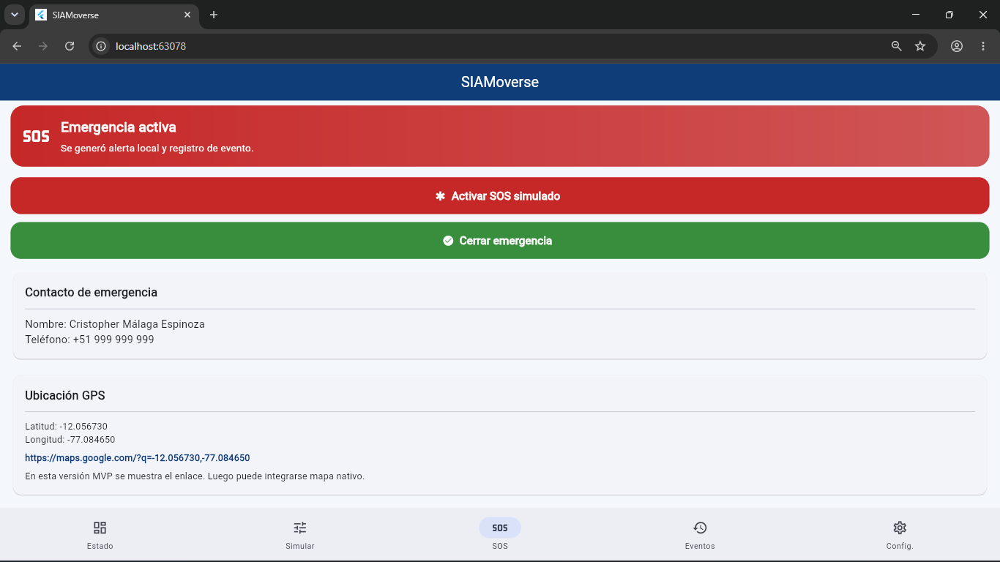 SIAMoverse
localhost:63078
SIAMoverse
SOS
Emergencia activa
Se generó alerta local y registro de evento.
Activar SOS simulado
Cerrar emergencia
Contacto de emergencia
Nombre: Cristopher Málaga Espinoza
Teléfono: +51 999 999 999
Ubicación GPS
Latitud: -12.056730
Longitud: -77.084650
https://maps.google.com/?q=-12.056730,-77.084650
En esta versión MVP se muestra el enlace. Luego puede integrarse mapa nativo.
SOS
Estado Simular SOS Eventos Config.